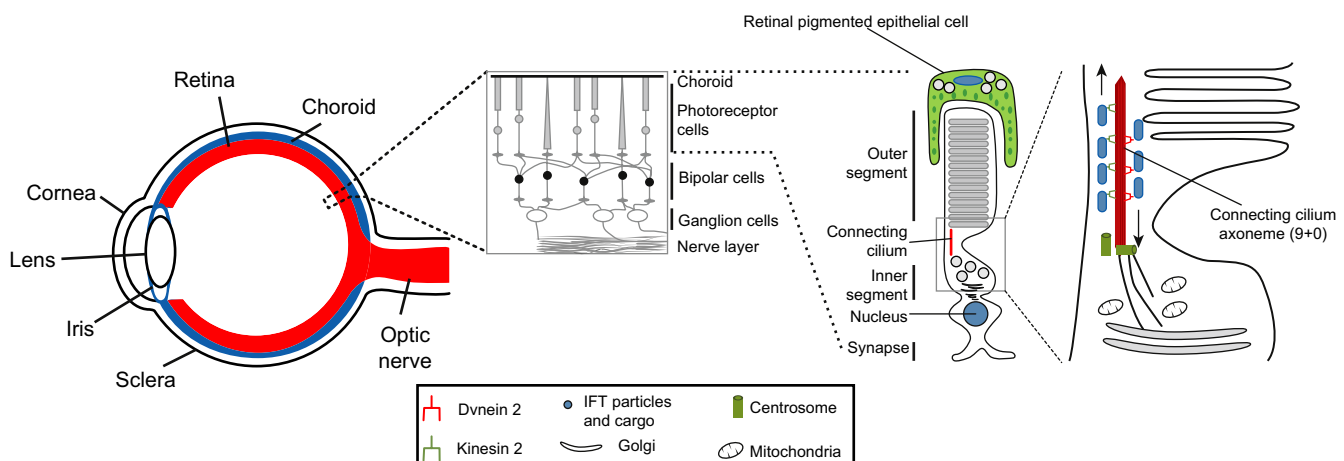 Retinal pigmented epithelial cell
Retina
Choroid
Cornea
Lens
Iris
Sclera
Optic
nerve
Choroid
Photoreceptor
cells
Bipolar cells
Ganglion cells
Nerve layer
Outer
segment
Connecting
cilium
Inner
segment
Nucleus
Synapse
Connecting cilium
axoneme (9+0)
Dvnein 2
IFT particles
and cargo
Centrosome
Kinesin 2
Golgi
Mitochondria